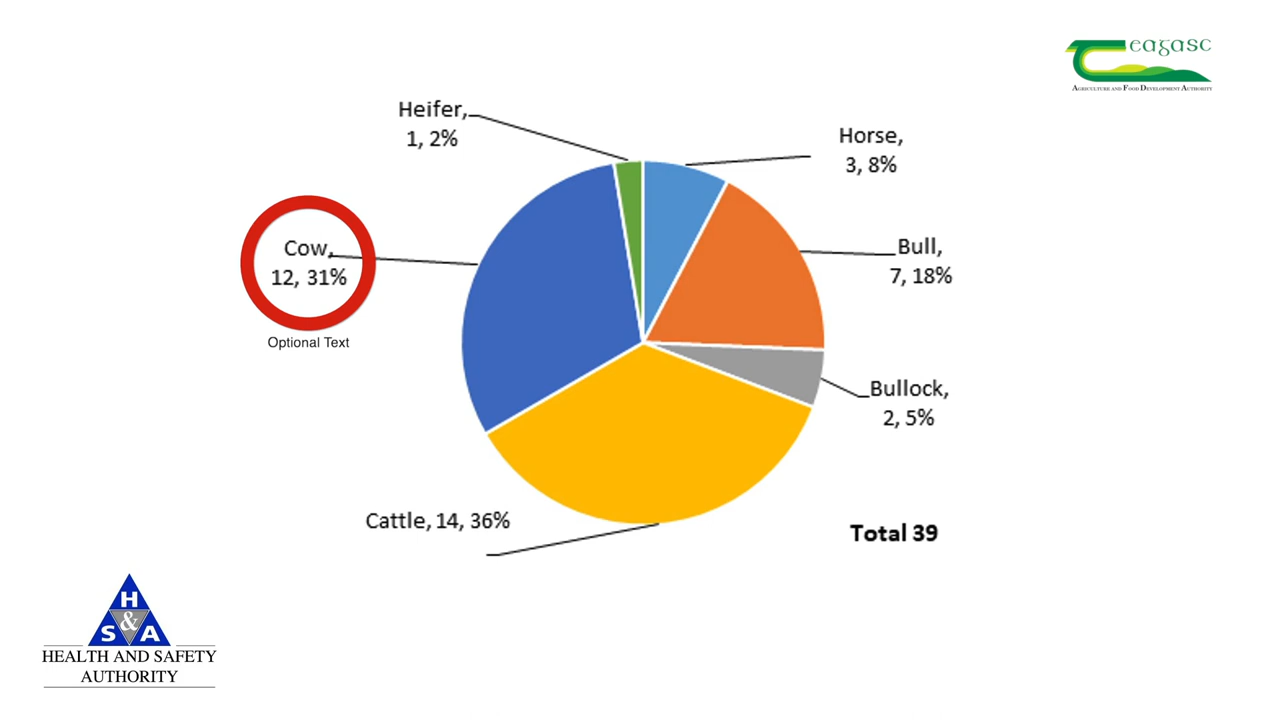 eagasc
AGRICULTURE AND FOOD DEVELOPMENT AUTHORITY
Heifer,
1, 2%
Horse,
3, 8%
Cow,
12, 31%
Optional Text
Bull,
7, 18%
Bullock,
2, 5%
Cattle, 14, 36%
Total 39
H
&
S A
HEALTH AND SAFETY
AUTHORITY